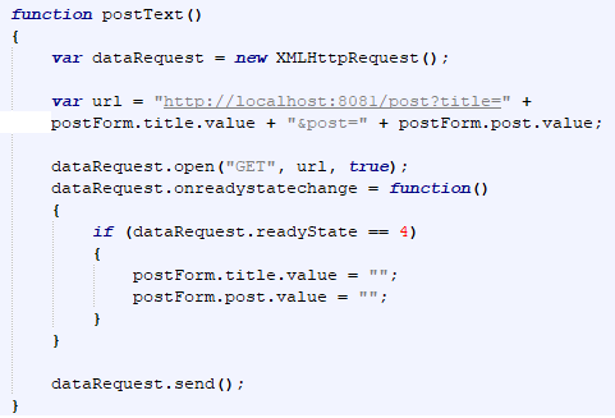 function postText()
{
var dataRequest = new XMLHttpRequest();
var url = "http://localhost:8081/post?title=" +
postForm.title.value + "&post=" + postForm.post.value;
dataRequest.open("GET", url, true);
dataRequest.onreadystatechange = function()
{
if (dataRequest.readyState == 4)
{
postForm.title.value = "";
postForm.post.value = "";
}
}
dataRequest.send();
}